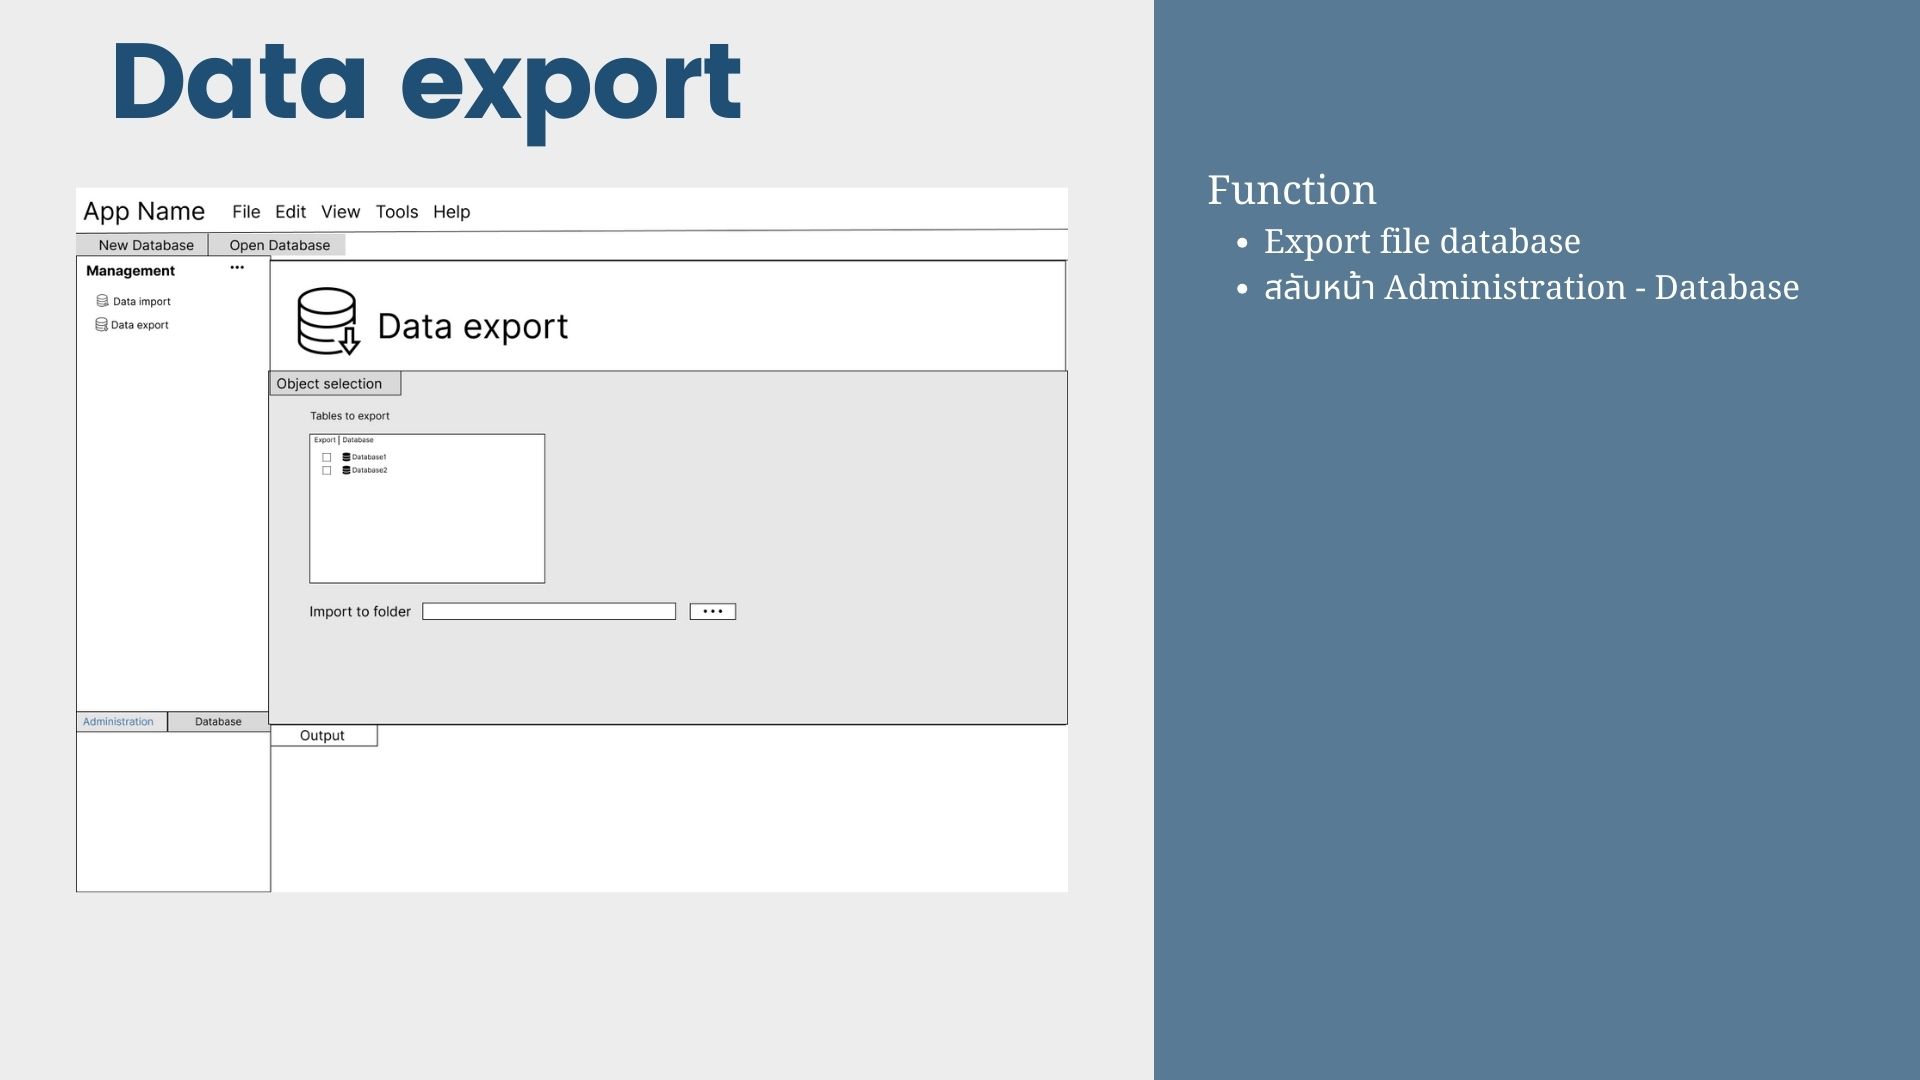 Data export
App Name File Edit View Tools Help
New Database Open Database
Management •••
Data import
Data export
Data export
Object selection
Tables to export
Export | Database
Database1
Database2
Import to folder •••
Administration Database
Output
Function
• Export file database
• สลับหน้า Administration - Database